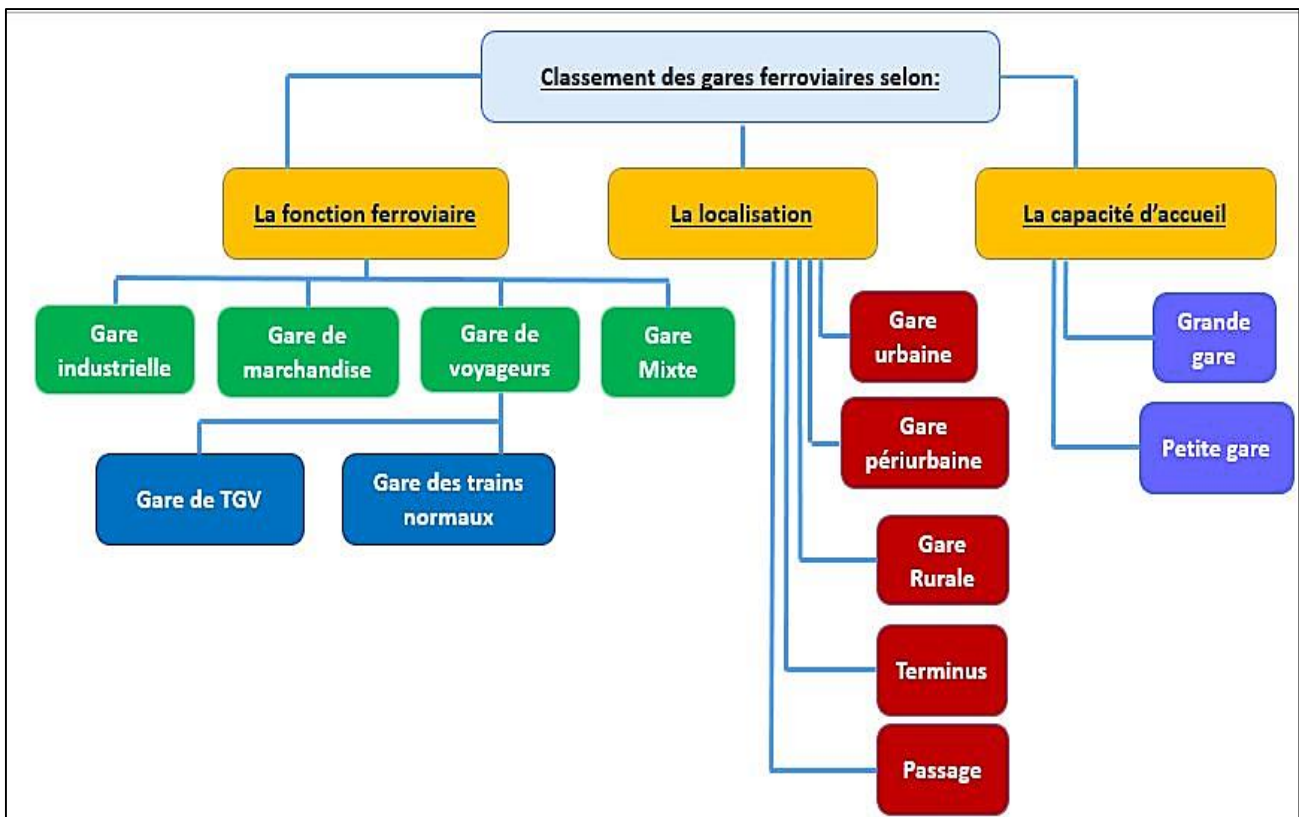 Classement des gares ferroviaires selon:
La fonction ferroviaire
La localisation
La capacité d’accueil
Gare
industrielle
Gare de
marchandise
Gare de
voyageurs
Gare
Mixte
Gare de TGV
Gare des trains
normaux
Gare
urbaine
Gare
périurbaine
Gare
Rurale
Terminus
Passage
Grande
gare
Petite gare